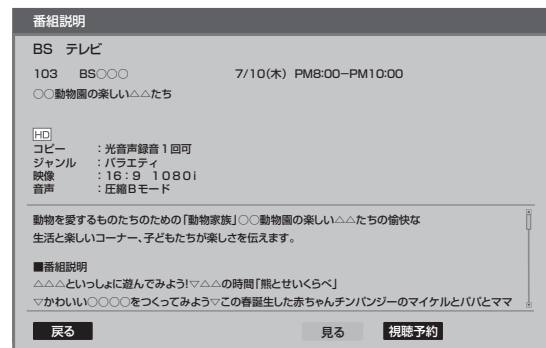 番組説明
BS テレビ
103 BS○○○ 7/10(木) PM8:00−PM10:00
○○動物園の楽しい△△たち
HD
コピー ：光音声録音1回可
ジャンル ：バラエティ
映像 ：16：9 1080i
音声 ：圧縮Bモード
動物を愛するものたちのための「動物家族」○○動物園の楽しい△△たちの愉快な
生活と楽しいコーナー、子どもたちが楽しさを伝えます。
■番組説明
△△△といっしょに遊んでみよう!▽△△の時間「熊とせいくらべ」
▽かわいい○○○○をつくってみよう▽この春誕生した赤ちゃんチンパンジーのマイケルとパパとママ
戻る 見る 視聴予約